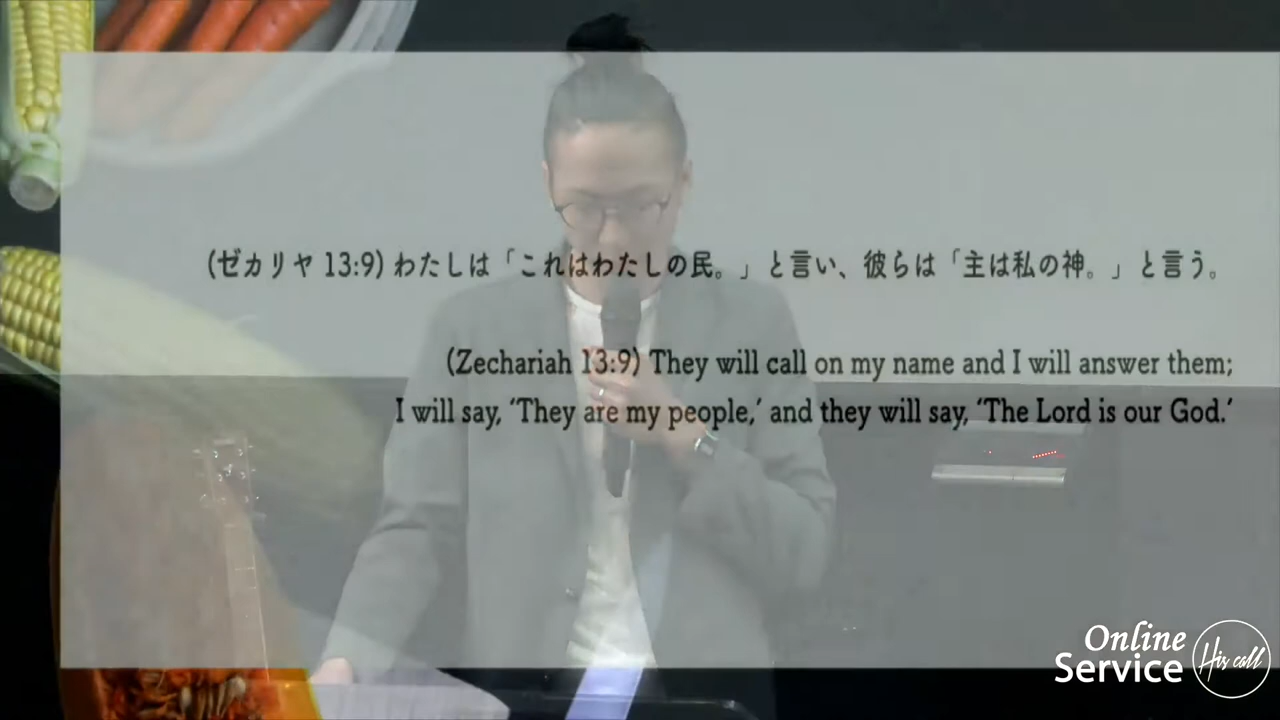 (ゼカリヤ 13:9) わたしは「これはわたしの民。」と言い、彼らは「主は私の神。」と言う。
(Zechariah 13:9) They will call on my name and I will answer them;
I will say, ‘They are my people,’ and they will say, ‘The Lord is our God.’
Online
Service
His call